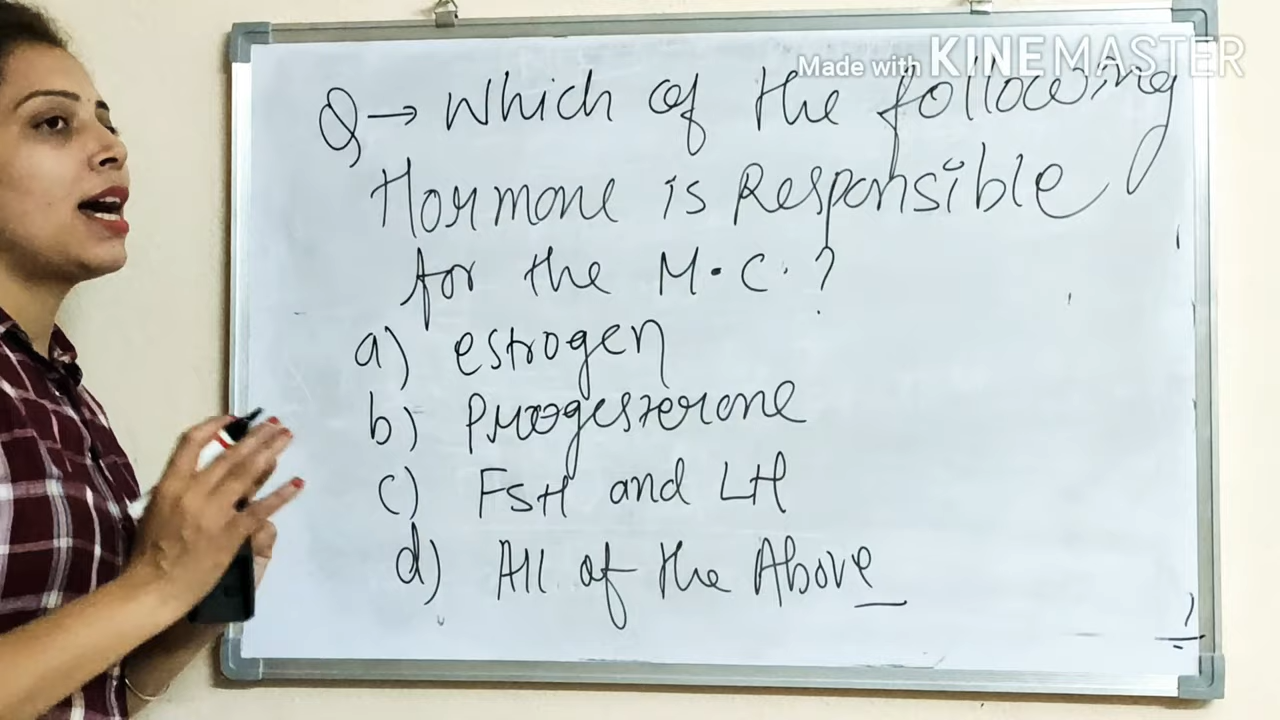 Made with KINEMASTER
Q→ Which of the following
Hormone is Responsible
for the M.C.?
a) estrogen
b) Progesterone
c) FSH and LH
d) All of the Above